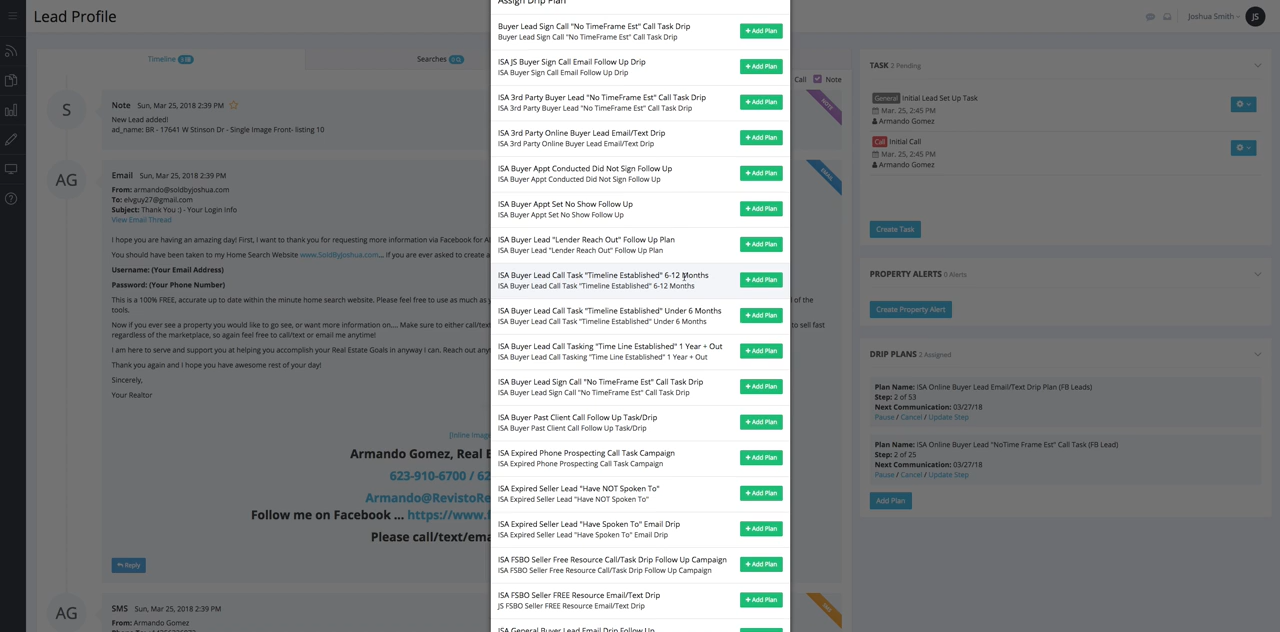 Lead Profile
Joshua Smith
JS
Timeline
Searches
Call
Note
S
Note Sun, Mar 25, 2018 2:39 PM
New Lead added!
ad_name: BR - 17641 W Stinson Dr - Single Image Front- listing 10
NOTE
AG
Email Sun, Mar 25, 2018 2:39 PM
From: armando@soldbyjoshua.com
To: elvguy27@gmail.com
Subject: Thank You :) - Your Login Info
View Email Thread
EMAIL
I hope you are having an amazing day! First, I want to thank you for requesting more information via Facebook for
You should have been taken to my Home Search Website www.SoldByJoshua.com... If you are ever asked to create a
Username: (Your Email Address)
Password: (Your Phone Number)
This is a 100% FREE, accurate up to date within the minute home search website. Please feel free to use as much as
of the
tools,
Now if you ever see a property you would like to go see, or want more information on.... Make sure to either call/text
to sell fast
regardless of the marketplace, so again feel free to call/text or email me anytime!
I am here to serve and support you at helping you accomplish your Real Estate Goals in anyway I can. Reach out
Thank you again and I hope you have awesome rest of your day!
Sincerely,
Your Realtor
[Inline
Armando Gomez, Real
623-910-6700 / 62
Armando@RevistoRe
Follow me on Facebook ... https://www.f
Please call/text/ema
Reply
AG
SMS Sun, Mar 25, 2018 2:39 PM
From: Armando Gomez
Assign Drip Plan
Buyer Lead Sign Call "No TimeFrame Est" Call Task Drip
Buyer Lead Sign Call "No TimeFrame Est" Call Task Drip
+ Add Plan
ISA JS Buyer Sign Call Email Follow Up Drip
ISA Buyer Sign Call Email Follow Up Drip
+ Add Plan
ISA 3rd Party Buyer Lead "No TimeFrame Est" Call Task Drip
ISA 3rd Party Buyer Lead "No TimeFrame Est" Call Task Drip
+ Add Plan
ISA 3rd Party Online Buyer Lead Email/Text Drip
ISA 3rd Party Online Buyer Lead Email/Text Drip
+ Add Plan
ISA Buyer Appt Conducted Did Not Sign Follow Up
ISA Buyer Appt Conducted Did Not Sign Follow Up
+ Add Plan
ISA Buyer Appt Set No Show Follow Up
ISA Buyer Appt Set No Show Follow Up
+ Add Plan
ISA Buyer Lead "Lender Reach Out" Follow Up Plan
ISA Buyer Lead "Lender Reach Out" Follow Up Plan
+ Add Plan
ISA Buyer Lead Call Task "Timeline Established" 6-12 Months
ISA Buyer Lead Call Task "Timeline Established" 6-12 Months
+ Add Plan
ISA Buyer Lead Call Task "Timeline Established" Under 6 Months
ISA Buyer Lead Call Task "Timeline Established" Under 6 Months
+ Add Plan
ISA Buyer Lead Call Tasking "Time Line Established" 1 Year + Out
ISA Buyer Lead Call Tasking "Time Line Established" 1 Year + Out
+ Add Plan
ISA Buyer Lead Sign Call "No TimeFrame Est" Call Task Drip
ISA Buyer Lead Sign Call "No TimeFrame Est" Call Task Drip
+ Add Plan
ISA Buyer Past Client Call Follow Up Task/Drip
ISA Buyer Past Client Call Follow Up Task/Drip
+ Add Plan
ISA Expired Phone Prospecting Call Task Campaign
ISA Expired Phone Prospecting Call Task Campaign
+ Add Plan
ISA Expired Seller Lead "Have NOT Spoken To"
ISA Expired Seller Lead "Have NOT Spoken To"
+ Add Plan
ISA Expired Seller Lead "Have Spoken To" Email Drip
ISA Expired Seller Lead "Have Spoken To" Email Drip
+ Add Plan
ISA FSBO Seller Free Resource Call/Task Drip Follow Up Campaign
ISA FSBO Seller Free Resource Call/Task Drip Follow Up Campaign
+ Add Plan
ISA FSBO Seller FREE Resource Email/Text Drip
JS FSBO Seller FREE Resource Email/Text Drip
+ Add Plan
ISA General Buyer Lead Email Drip Follow Up
TASK 2 Pending
General Initial Lead Set Up Task
Mar. 25, 2:45 PM
Armando Gomez
Call Initial Call
Mar. 25, 2:45 PM
Armando Gomez
Create Task
PROPERTY ALERTS 0 Alerts
Create Property Alert
DRIP PLANS 2 Assigned
Plan Name: ISA Online Buyer Lead Email/Text Drip Plan (FB Leads)
Step: 2 of 53
Next Communication: 03/27/18
Pause / Cancel / Update Step
Plan Name: ISA Online Buyer Lead "NoTime Frame Est" Call Task (FB Lead)
Step: 2 of 25
Next Communication: 03/27/18
Pause / Cancel / Update Step
Add Plan